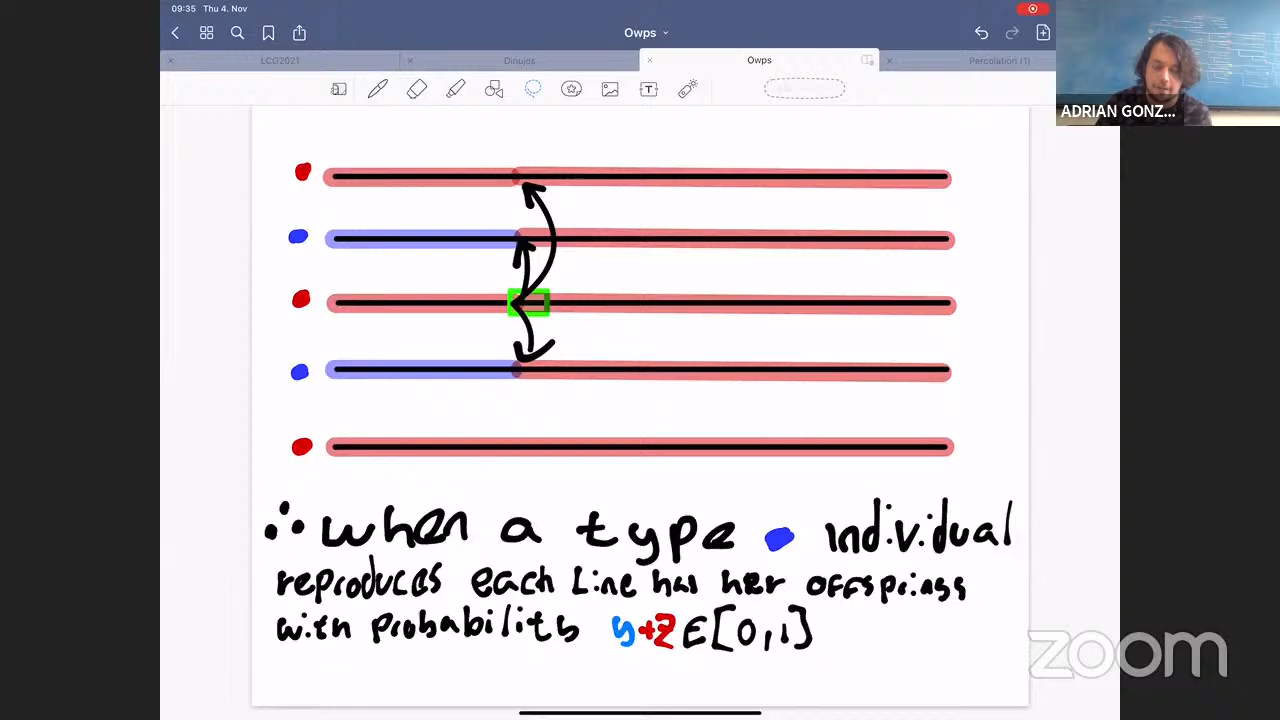 09:35 Thu 4. Nov
Owps
LCG2021
Dinujos
Owps
Percolation (1)
ADRIAN GONZ...
∴ when a type individual
reproduces each Line has her offsprings
with probability y+z ∈ [0,1]
zoom